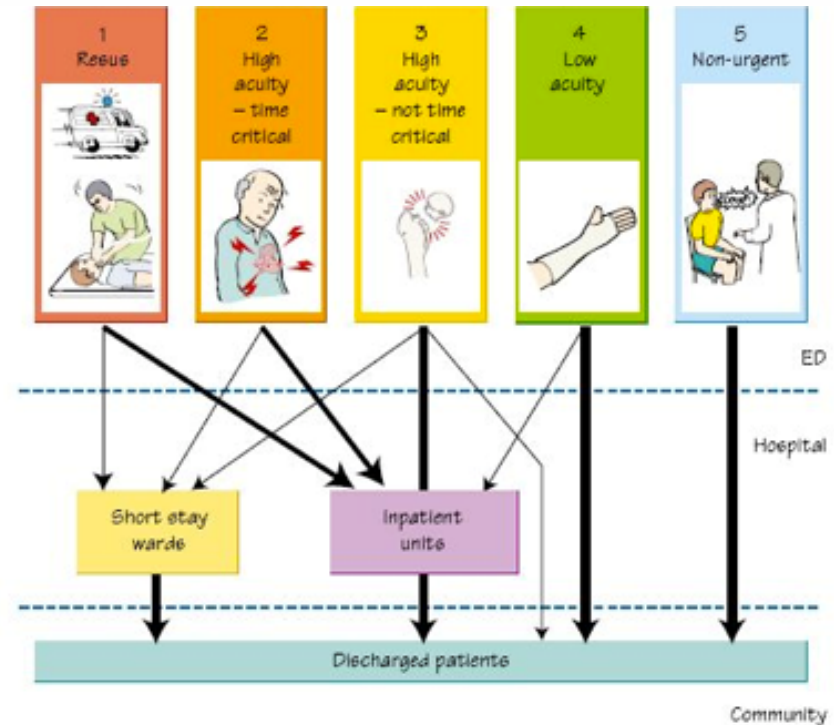 1
Resus
2
High
acuity
– time
critical
3
High
acuity
– not time
critical
4
Low
acuity
5
Non-urgent
ED
Hospital
Short stay
wards
Inpatient
units
Discharged patients
Community